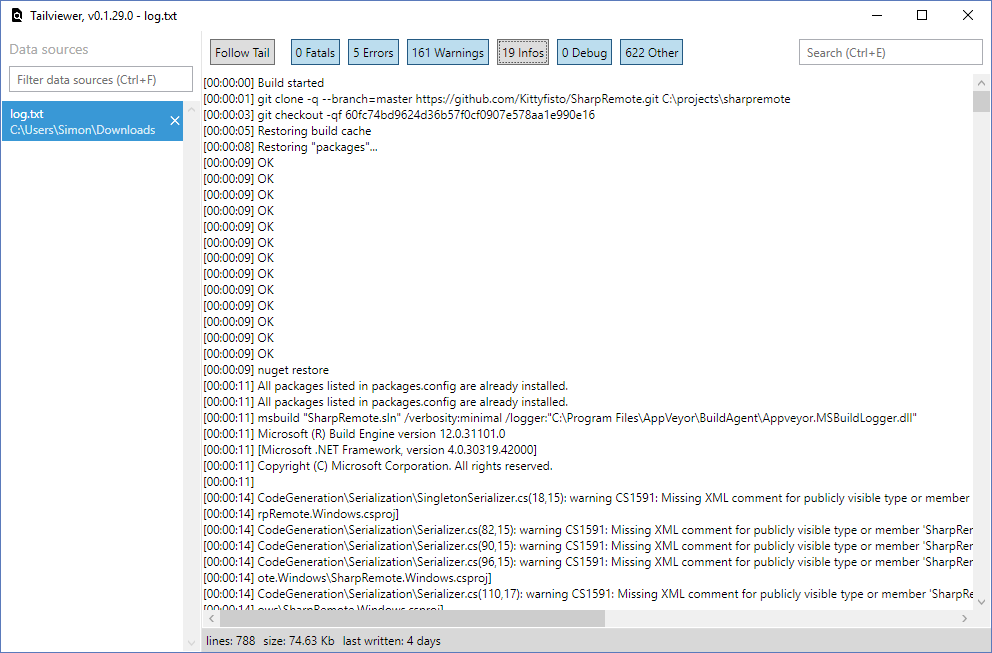 Tailviewer, v0.1.29.0 - log.txt
Data sources
Filter data sources (Ctrl+F)
log.txt
C:\Users\Simon\Downloads
Follow Tail
0 Fatals
5 Errors
161 Warnings
19 Infos
0 Debug
622 Other
Search (Ctrl+E)
[00:00:00] Build started
[00:00:01] git clone -q --branch=master https://github.com/Kittyfisto/SharpRemote.git C:\projects\sharpremote
[00:00:03] git checkout -qf 60fc74bd9624d36b57f0cf0907e578aa1e990e16
[00:00:05] Restoring build cache
[00:00:08] Restoring "packages"...
[00:00:09] OK
[00:00:09] OK
[00:00:09] OK
[00:00:09] OK
[00:00:09] OK
[00:00:09] OK
[00:00:09] OK
[00:00:09] OK
[00:00:09] OK
[00:00:09] OK
[00:00:09] OK
[00:00:09] OK
[00:00:09] OK
[00:00:09] nuget restore
[00:00:11] All packages listed in packages.config are already installed.
[00:00:11] All packages listed in packages.config are already installed.
[00:00:11] msbuild "SharpRemote.sln" /verbosity:minimal /logger:"C:\Program Files\AppVeyor\BuildAgent\Appveyor.MSBuildLogger.dll"
[00:00:11] Microsoft (R) Build Engine version 12.0.31101.0
[00:00:11] [Microsoft .NET Framework, version 4.0.30319.42000]
[00:00:11] Copyright (C) Microsoft Corporation. All rights reserved.
[00:00:11]
[00:00:14] CodeGeneration\Serialization\SingletonSerializer.cs(18,15): warning CS1591: Missing XML comment for publicly visible type or member
[00:00:14] rpRemote.Windows.csproj]
[00:00:14] CodeGeneration\Serialization\Serializer.cs(82,15): warning CS1591: Missing XML comment for publicly visible type or member 'SharpRer
[00:00:14] CodeGeneration\Serialization\Serializer.cs(90,15): warning CS1591: Missing XML comment for publicly visible type or member 'SharpRer
[00:00:14] CodeGeneration\Serialization\Serializer.cs(96,15): warning CS1591: Missing XML comment for publicly visible type or member 'SharpRer
[00:00:14] ote.Windows\SharpRemote.Windows.csproj]
[00:00:14] CodeGeneration\Serialization\Serializer.cs(110,17): warning CS1591: Missing XML comment for publicly visible type or member 'SharpRe
[00:00:14] ows\SharpRemote.Windows.csproj]
lines: 788 size: 74.63 Kb last written: 4 days